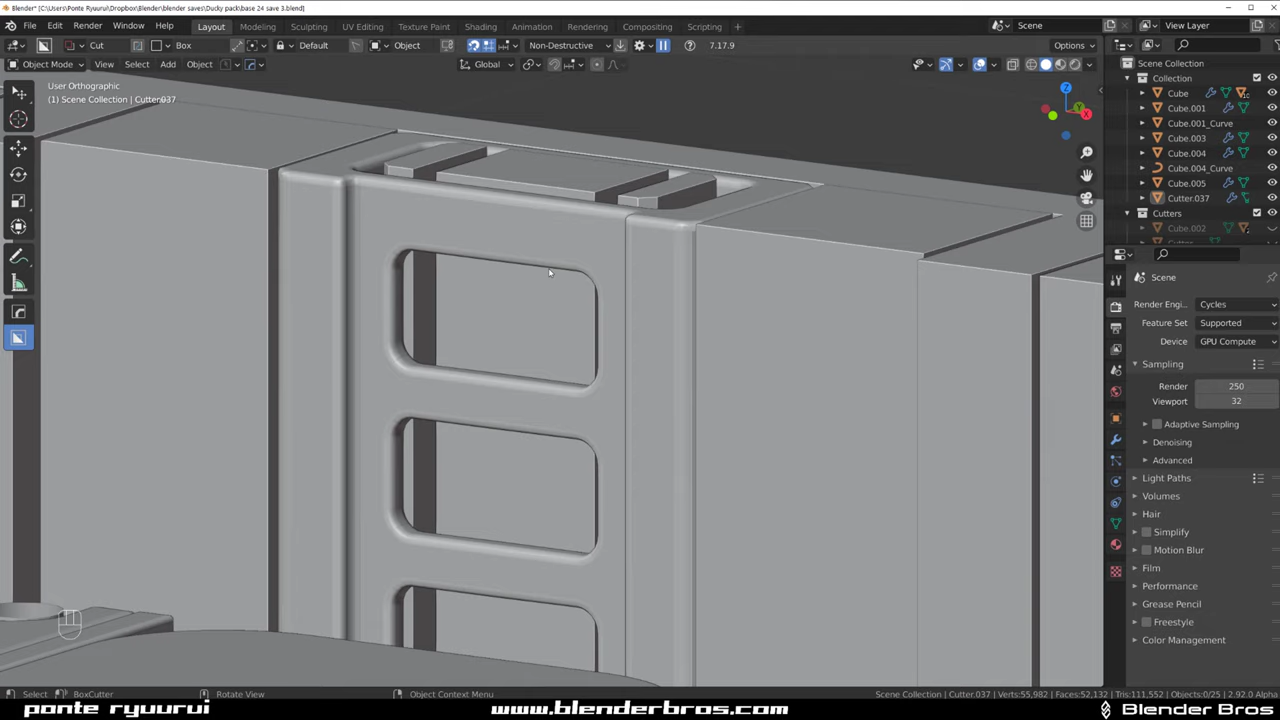 Blender* [C:\Users\Ponte Ryuurui\Dropbox\Blender\blender saves\Ducky pack\base 24 save 3.blend]
File Edit Render Window Help Layout Modeling Sculpting UV Editing Texture Paint Shading Animation Rendering Compositing Scripting Scene View Layer
Cut Box Default Object Non-Destructive 7.17.9 Options
Object Mode View Select Add Object Global
User Orthographic
(1) Scene Collection | Cutter.037
Z
Y
X
Scene Collection
Collection
Cube
Cube.001
Cube.001_Curve
Cube.003
Cube.004
Cube.004_Curve
Cube.005
Cutter.037
Cutters
Cube.002
Scene
Render Engi... Cycles
Feature Set Supported
Device GPU Compute
Sampling
Render 250
Viewport 32
Adaptive Sampling
Denoising
Advanced
Light Paths
Volumes
Hair
Simplify
Motion Blur
Film
Performance
Grease Pencil
Freestyle
Color Management
Select BoxCutter Rotate View Object Context Menu Scene Collection | Cutter.037 | Verts:55,982 | Faces:52,132 | Tris:111,552 | Objects:0/25 | 2.92.0 Alpha
ponte ryuurui www.blenderbros.com Blender Bros